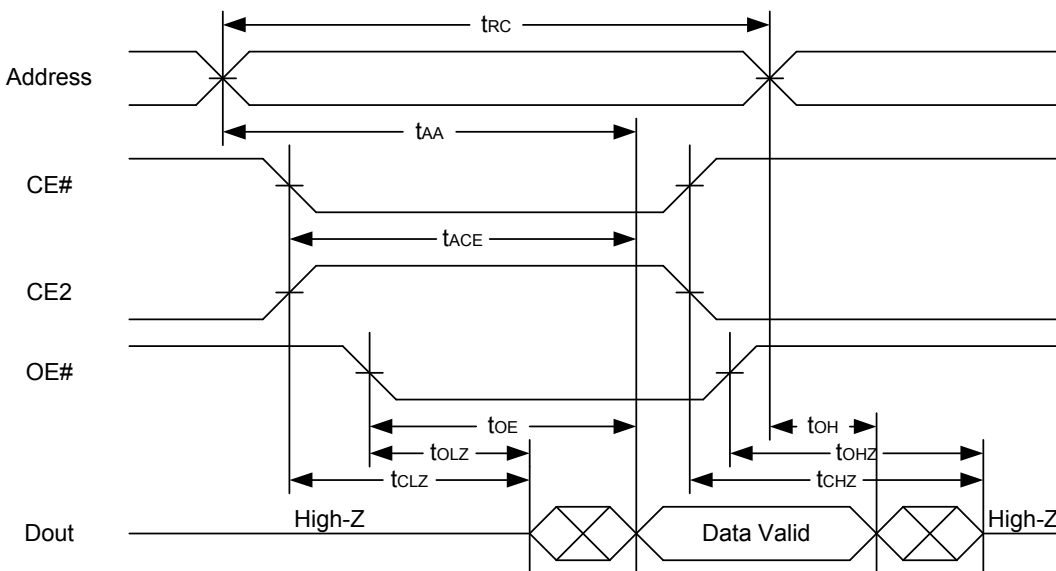 tRC
Address
tAA
CE#
tACE
CE2
OE#
tOE
tOH
tOLZ
tOHZ
tCLZ
tCHZ
High-Z
Data Valid
High-Z
Dout